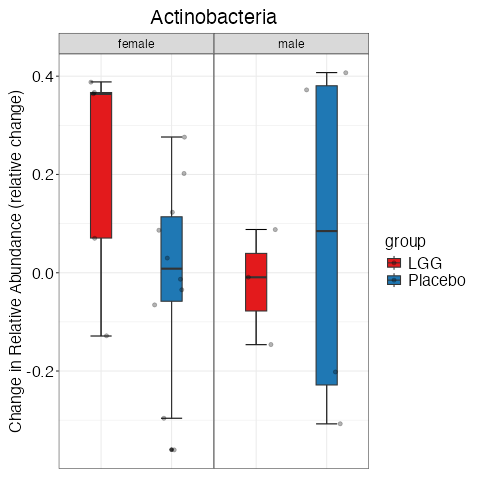 Actinobacteria
female
male
Change in Relative Abundance (relative change)
0.4
0.2
0.0
-0.2
group
LGG
Placebo